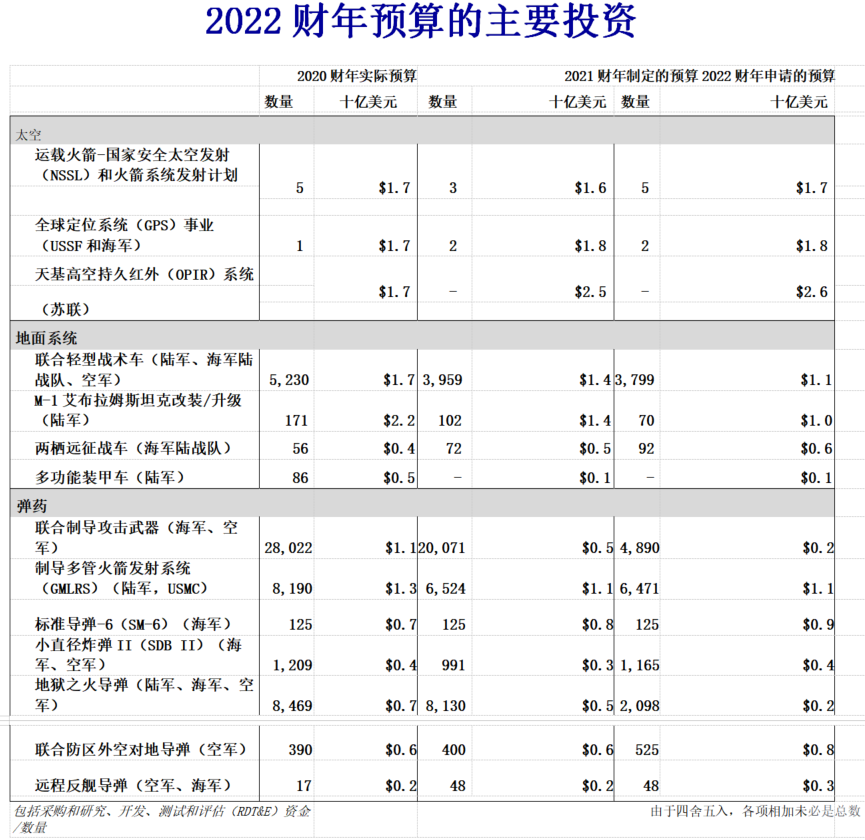 2022 财年预算的主要投资
2020 财年实际预算 2021 财年制定的预算 2022 财年申请的预算
数量 十亿美元 数量 十亿美元 数量 十亿美元
太空
运载火箭-国家安全太空发射
（NSSL）和火箭系统发射计划
5 $1.7 3 $1.6 5 $1.7
全球定位系统（GPS）事业
（USSF 和海军） 1 $1.7 2 $1.8 2 $1.8
天基高空持久红外（OPIR）系统
$1.7 – $2.5 – $2.6
（苏联）
地面系统
联合轻型战术车（陆军、海军陆
战队、空军） 5,230 $1.7 3,959 $1.4 3,799 $1.1
M-1 艾布拉姆斯坦克改装/升级
（陆军） 171 $2.2 102 $1.4 70 $1.0
两栖远征战车（海军陆战队） 56 $0.4 72 $0.5 92 $0.6
多功能装甲车（陆军） 86 $0.5 – $0.1 – $0.1
弹药
联合制导攻击武器（海军、空
军） 28,022 $1.1 20,071 $0.5 4,890 $0.2
制导多管火箭发射系统
（GMLRS）（陆军，USMC） 8,190 $1.3 6,524 $1.1 6,471 $1.1
标准导弹-6（SM-6）（海军） 125 $0.7 125 $0.8 125 $0.9
小直径炸弹 II（SDB II）（海
军、空军） 1,209 $0.4 991 $0.3 1,165 $0.4
地狱之火导弹（陆军、海军、空
军） 8,469 $0.7 8,130 $0.5 2,098 $0.2
联合防区外空对地导弹（空军） 390 $0.6 400 $0.6 525 $0.8
远程反舰导弹（空军、海军） 17 $0.2 48 $0.2 48 $0.3
包括采购和研究、开发、测试和评估（RDT&E）资金 由于四舍五入，各项相加未必是总数
/数量